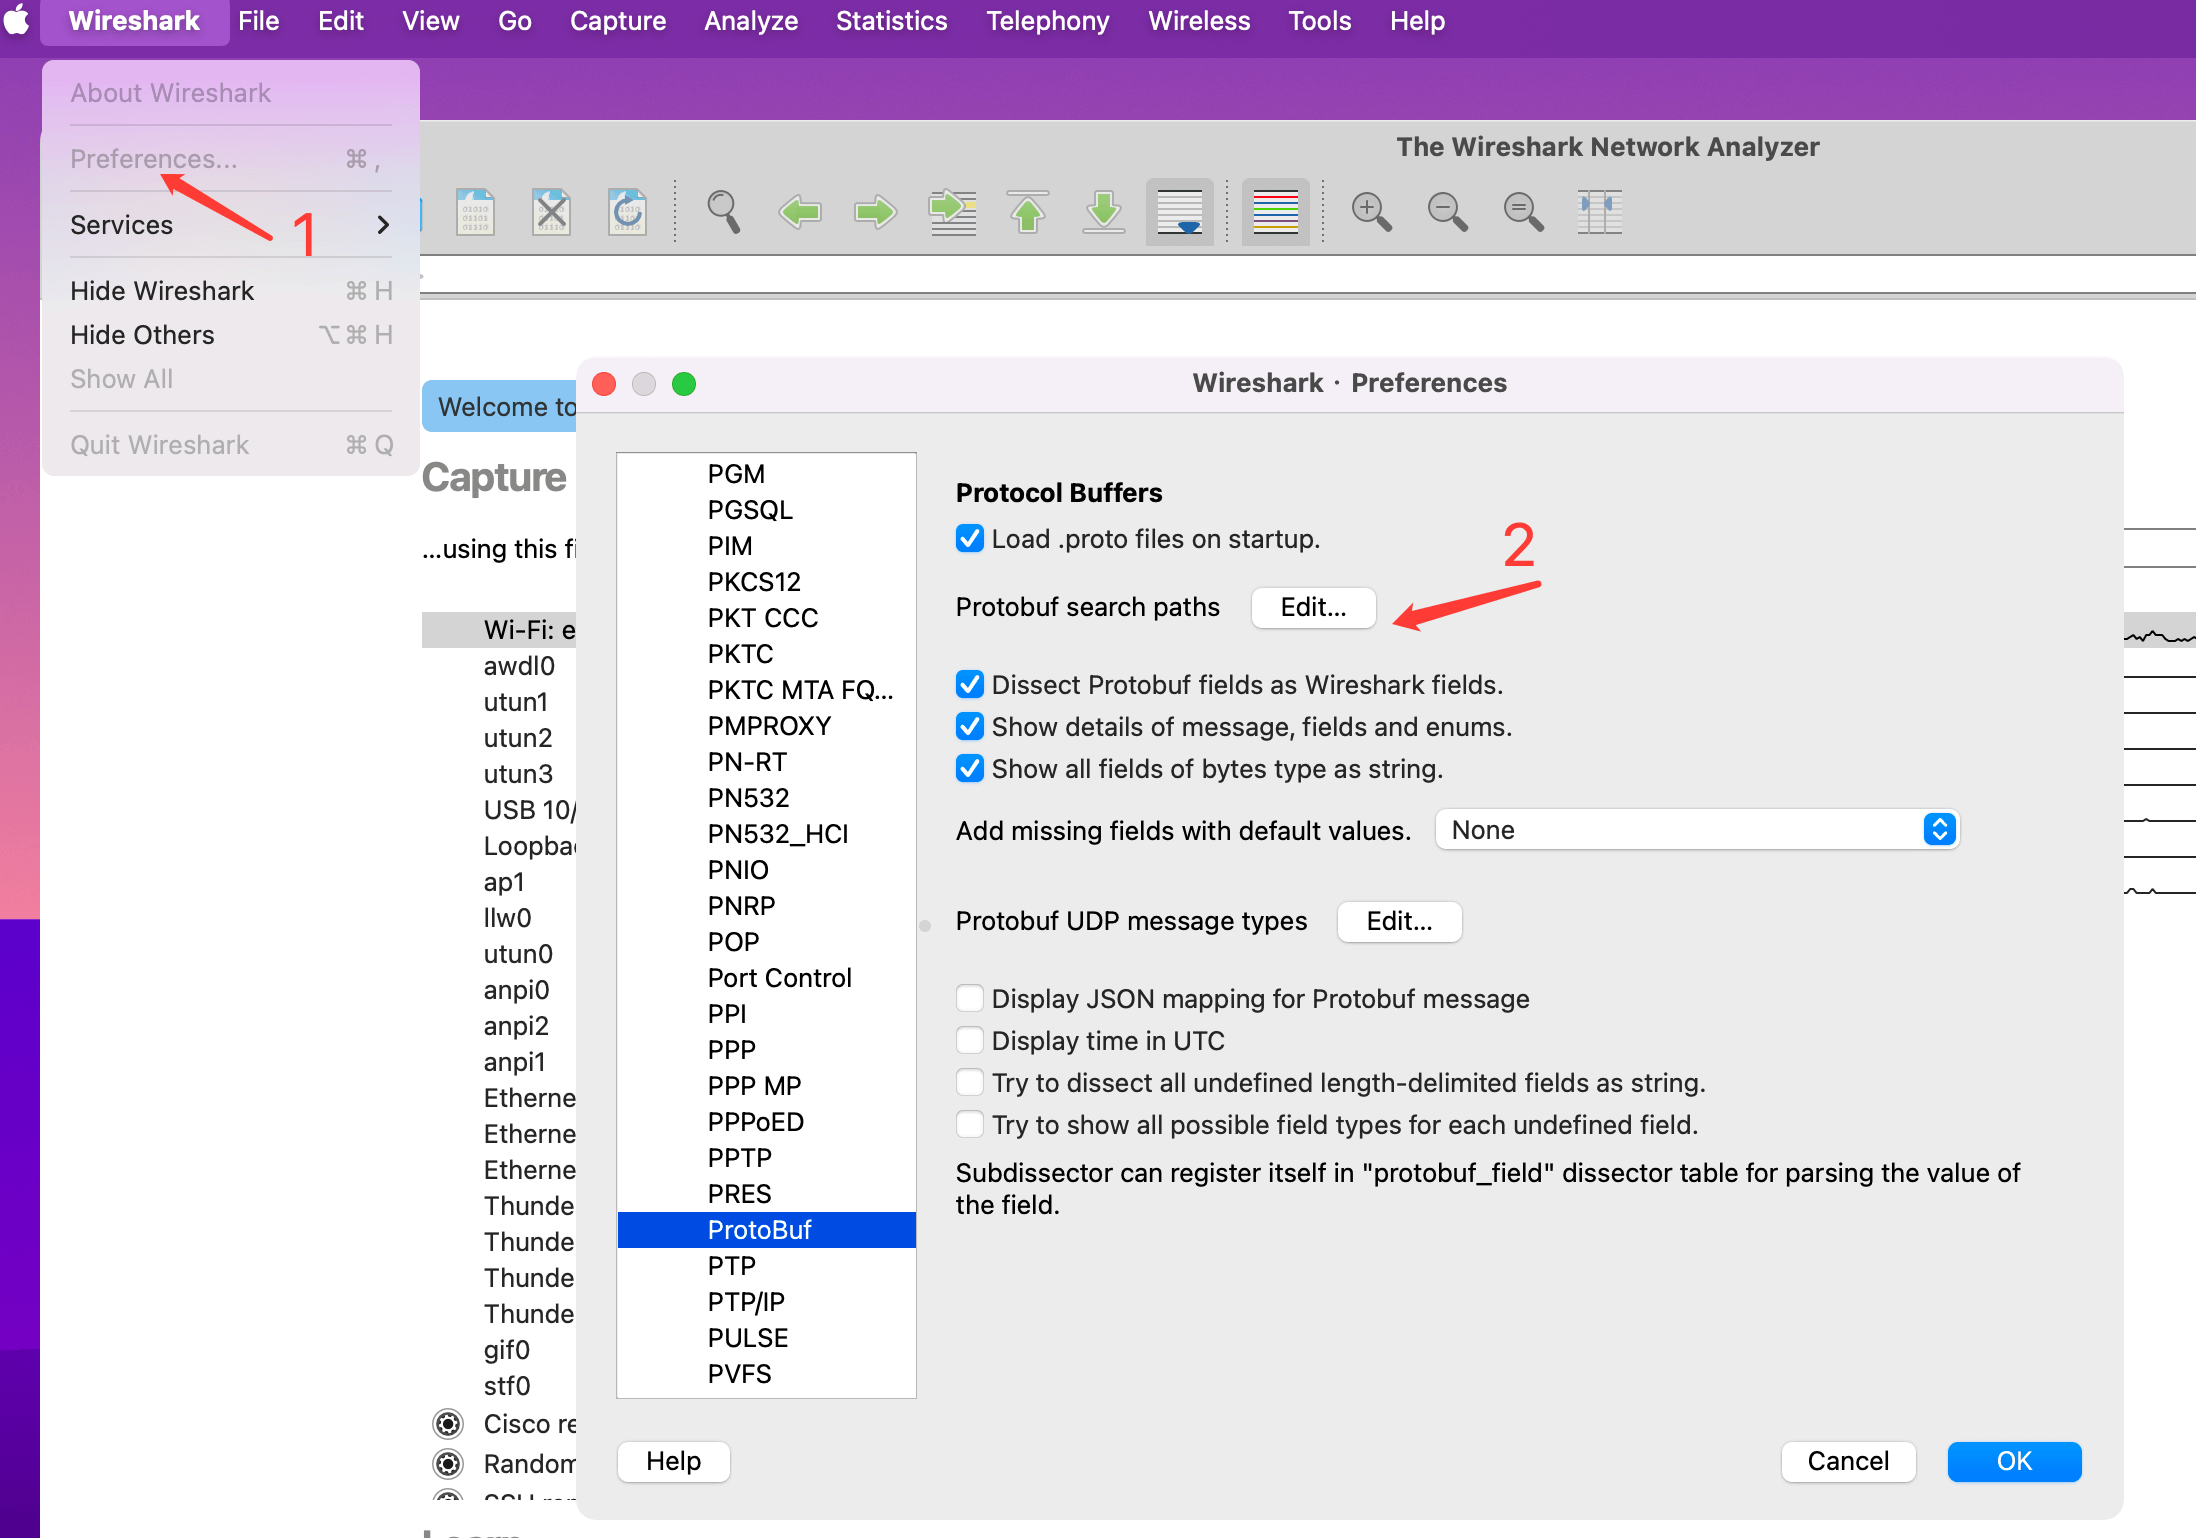 Wireshark File Edit View Go Capture Analyze Statistics Telephony Wireless Tools Help
About Wireshark
Preferences... ⌘ ,
1
Services
Hide Wireshark ⌘ H
Hide Others ⌥⌘ H
Show All
Quit Wireshark ⌘ Q
The Wireshark Network Analyzer
Welcome to
Capture
...using this fi
Wi-Fi: e
awdl0
utun1
utun2
utun3
USB 10/
Loopba
ap1
llw0
utun0
anpi0
anpi2
anpi1
Etherne
Etherne
Etherne
Thunde
Thunde
Thunde
Thunde
gif0
stf0
Cisco re
Random
Wireshark · Preferences
PGM
PGSQL
PIM
PKCS12
PKT CCC
PKTC
PKTC MTA FQ...
PMPROXY
PN-RT
PN532
PN532_HCI
PNIO
PNRP
POP
Port Control
PPI
PPP
PPP MP
PPPoED
PPTP
PRES
ProtoBuf
PTP
PTP/IP
PULSE
PVFS
Protocol Buffers
Load .proto files on startup.
2
Protobuf search paths Edit...
Dissect Protobuf fields as Wireshark fields.
Show details of message, fields and enums.
Show all fields of bytes type as string.
Add missing fields with default values. None
Protobuf UDP message types Edit...
Display JSON mapping for Protobuf message
Display time in UTC
Try to dissect all undefined length-delimited fields as string.
Try to show all possible field types for each undefined field.
Subdissector can register itself in "protobuf_field" dissector table for parsing the value of
the field.
Help Cancel OK